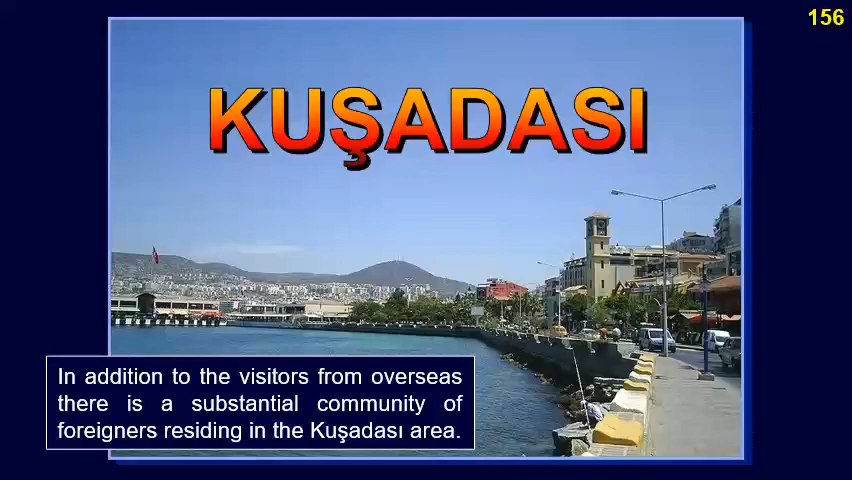 156
KUŞADASI
In addition to the visitors from overseas
there is a substantial community of
foreigners residing in the Kuşadası area.